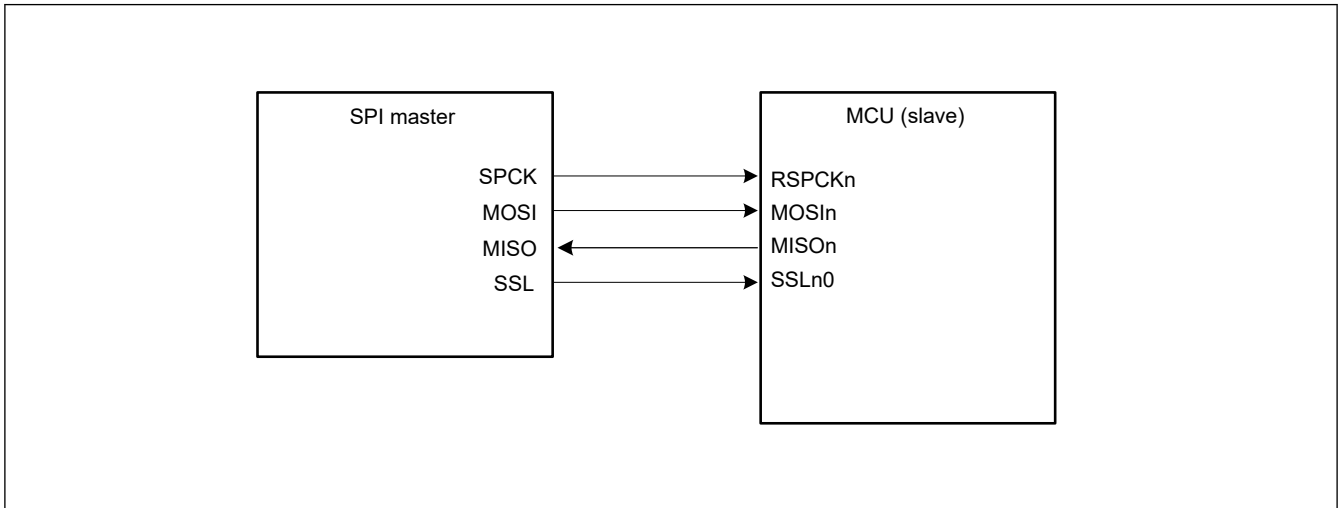 SPI master
SPCK
MOSI
MISO
SSL
MCU (slave)
RSPCKn
MOSIn
MISOn
SSLn0